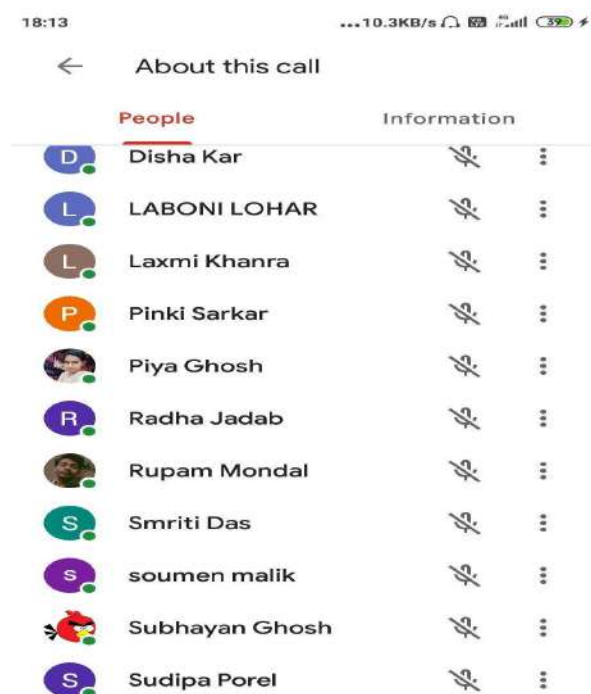 18:13 ...10.3KB/s 4G 39
← About this call
People Information
D Disha Kar
L LABONI LOHAR
L Laxmi Khanra
P Pinki Sarkar
Piya Ghosh
R Radha Jadab
Rupam Mondal
S Smriti Das
s soumen malik
Subhayan Ghosh
S Sudipa Porel